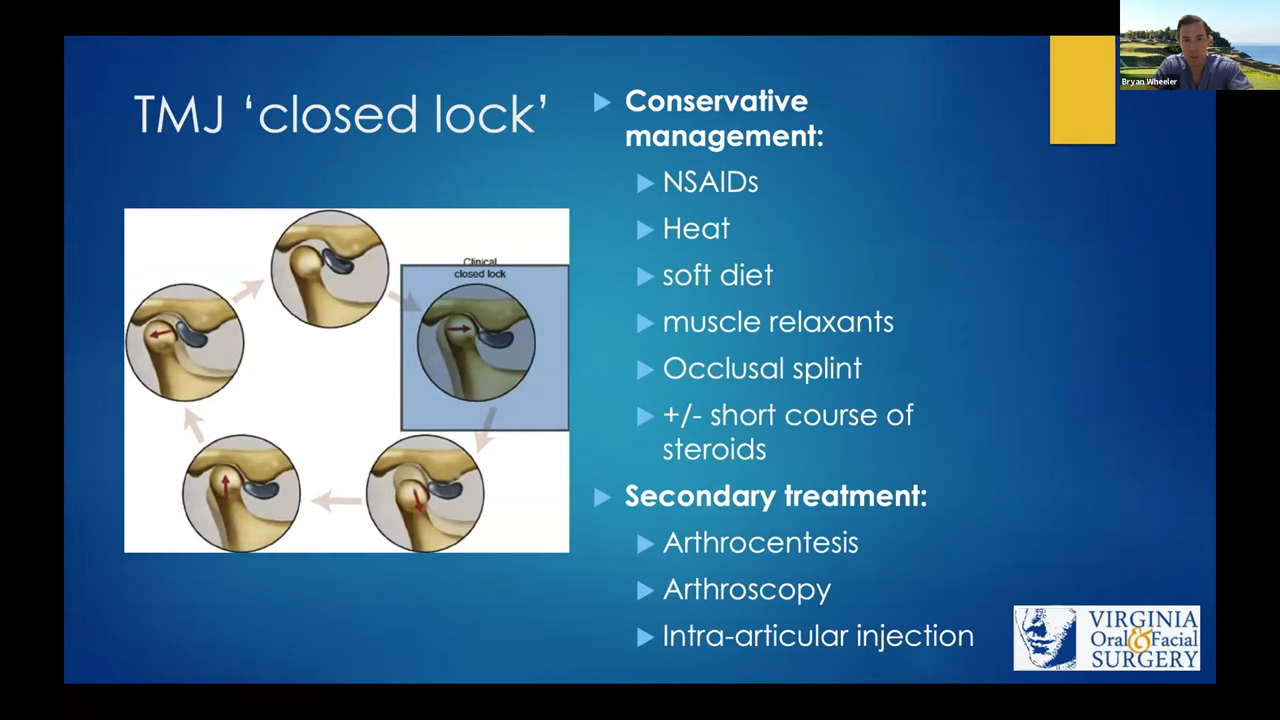 TMJ ‘closed lock’
Clinical
closed lock
Conservative
management:
NSAIDs
Heat
soft diet
muscle relaxants
Occlusal splint
+/- short course of
steroids
Secondary treatment:
Arthrocentesis
Arthroscopy
Intra-articular injection
VIRGINIA
Oral & Facial
SURGERY
Bryan Wheeler